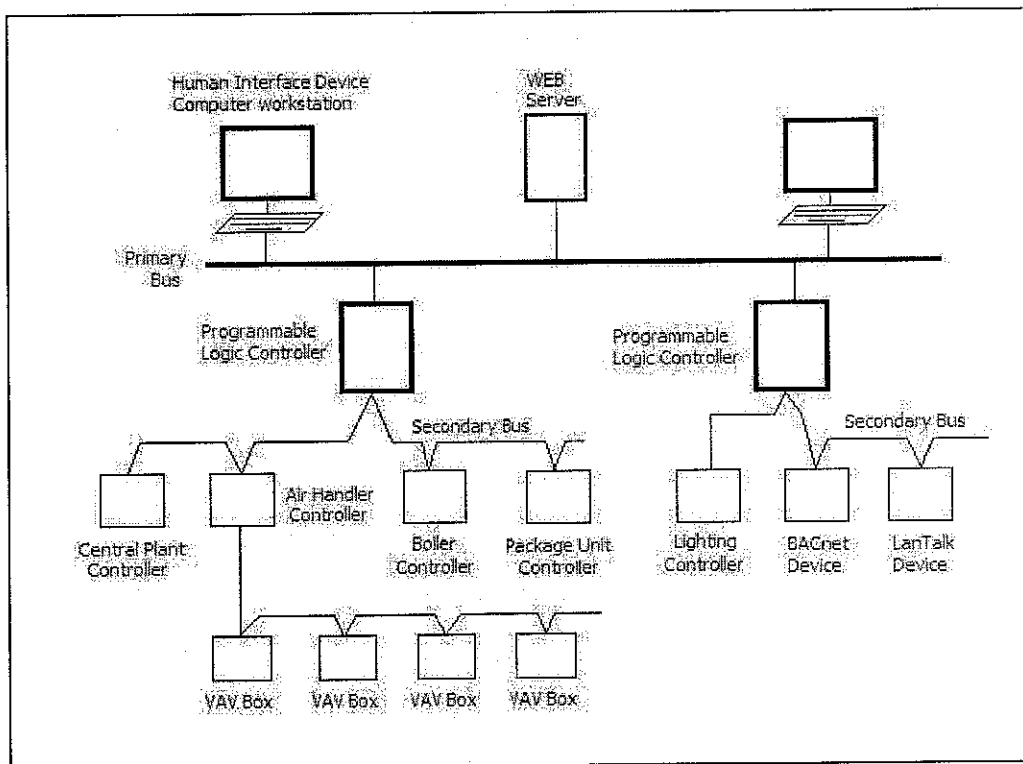 Human Interface Device
Computer workstation
WEB
Server
Primary
Bus
Programmable
Logic Controller
Programmable
Logic Controller
Secondary Bus
Secondary Bus
Air Handler
Controller
Central Plant
Controller
Boiler
Controller
Package Unit
Controller
Lighting
Controller
BACnet
Device
LanTalk
Device
VAV Box
VAV Box
VAV Box
VAV Box